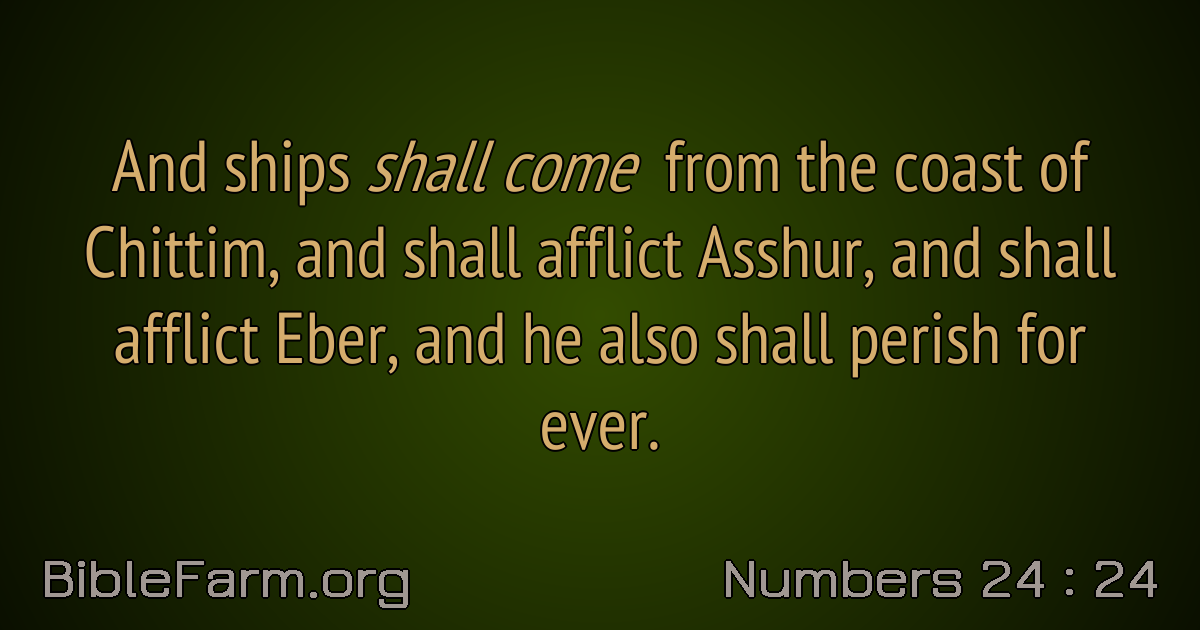 And ships shall come from the coast of
Chittim, and shall afflict Asshur, and shall
afflict Eber, and he also shall perish for
ever.
BibleFarm.org
Numbers 24 : 24